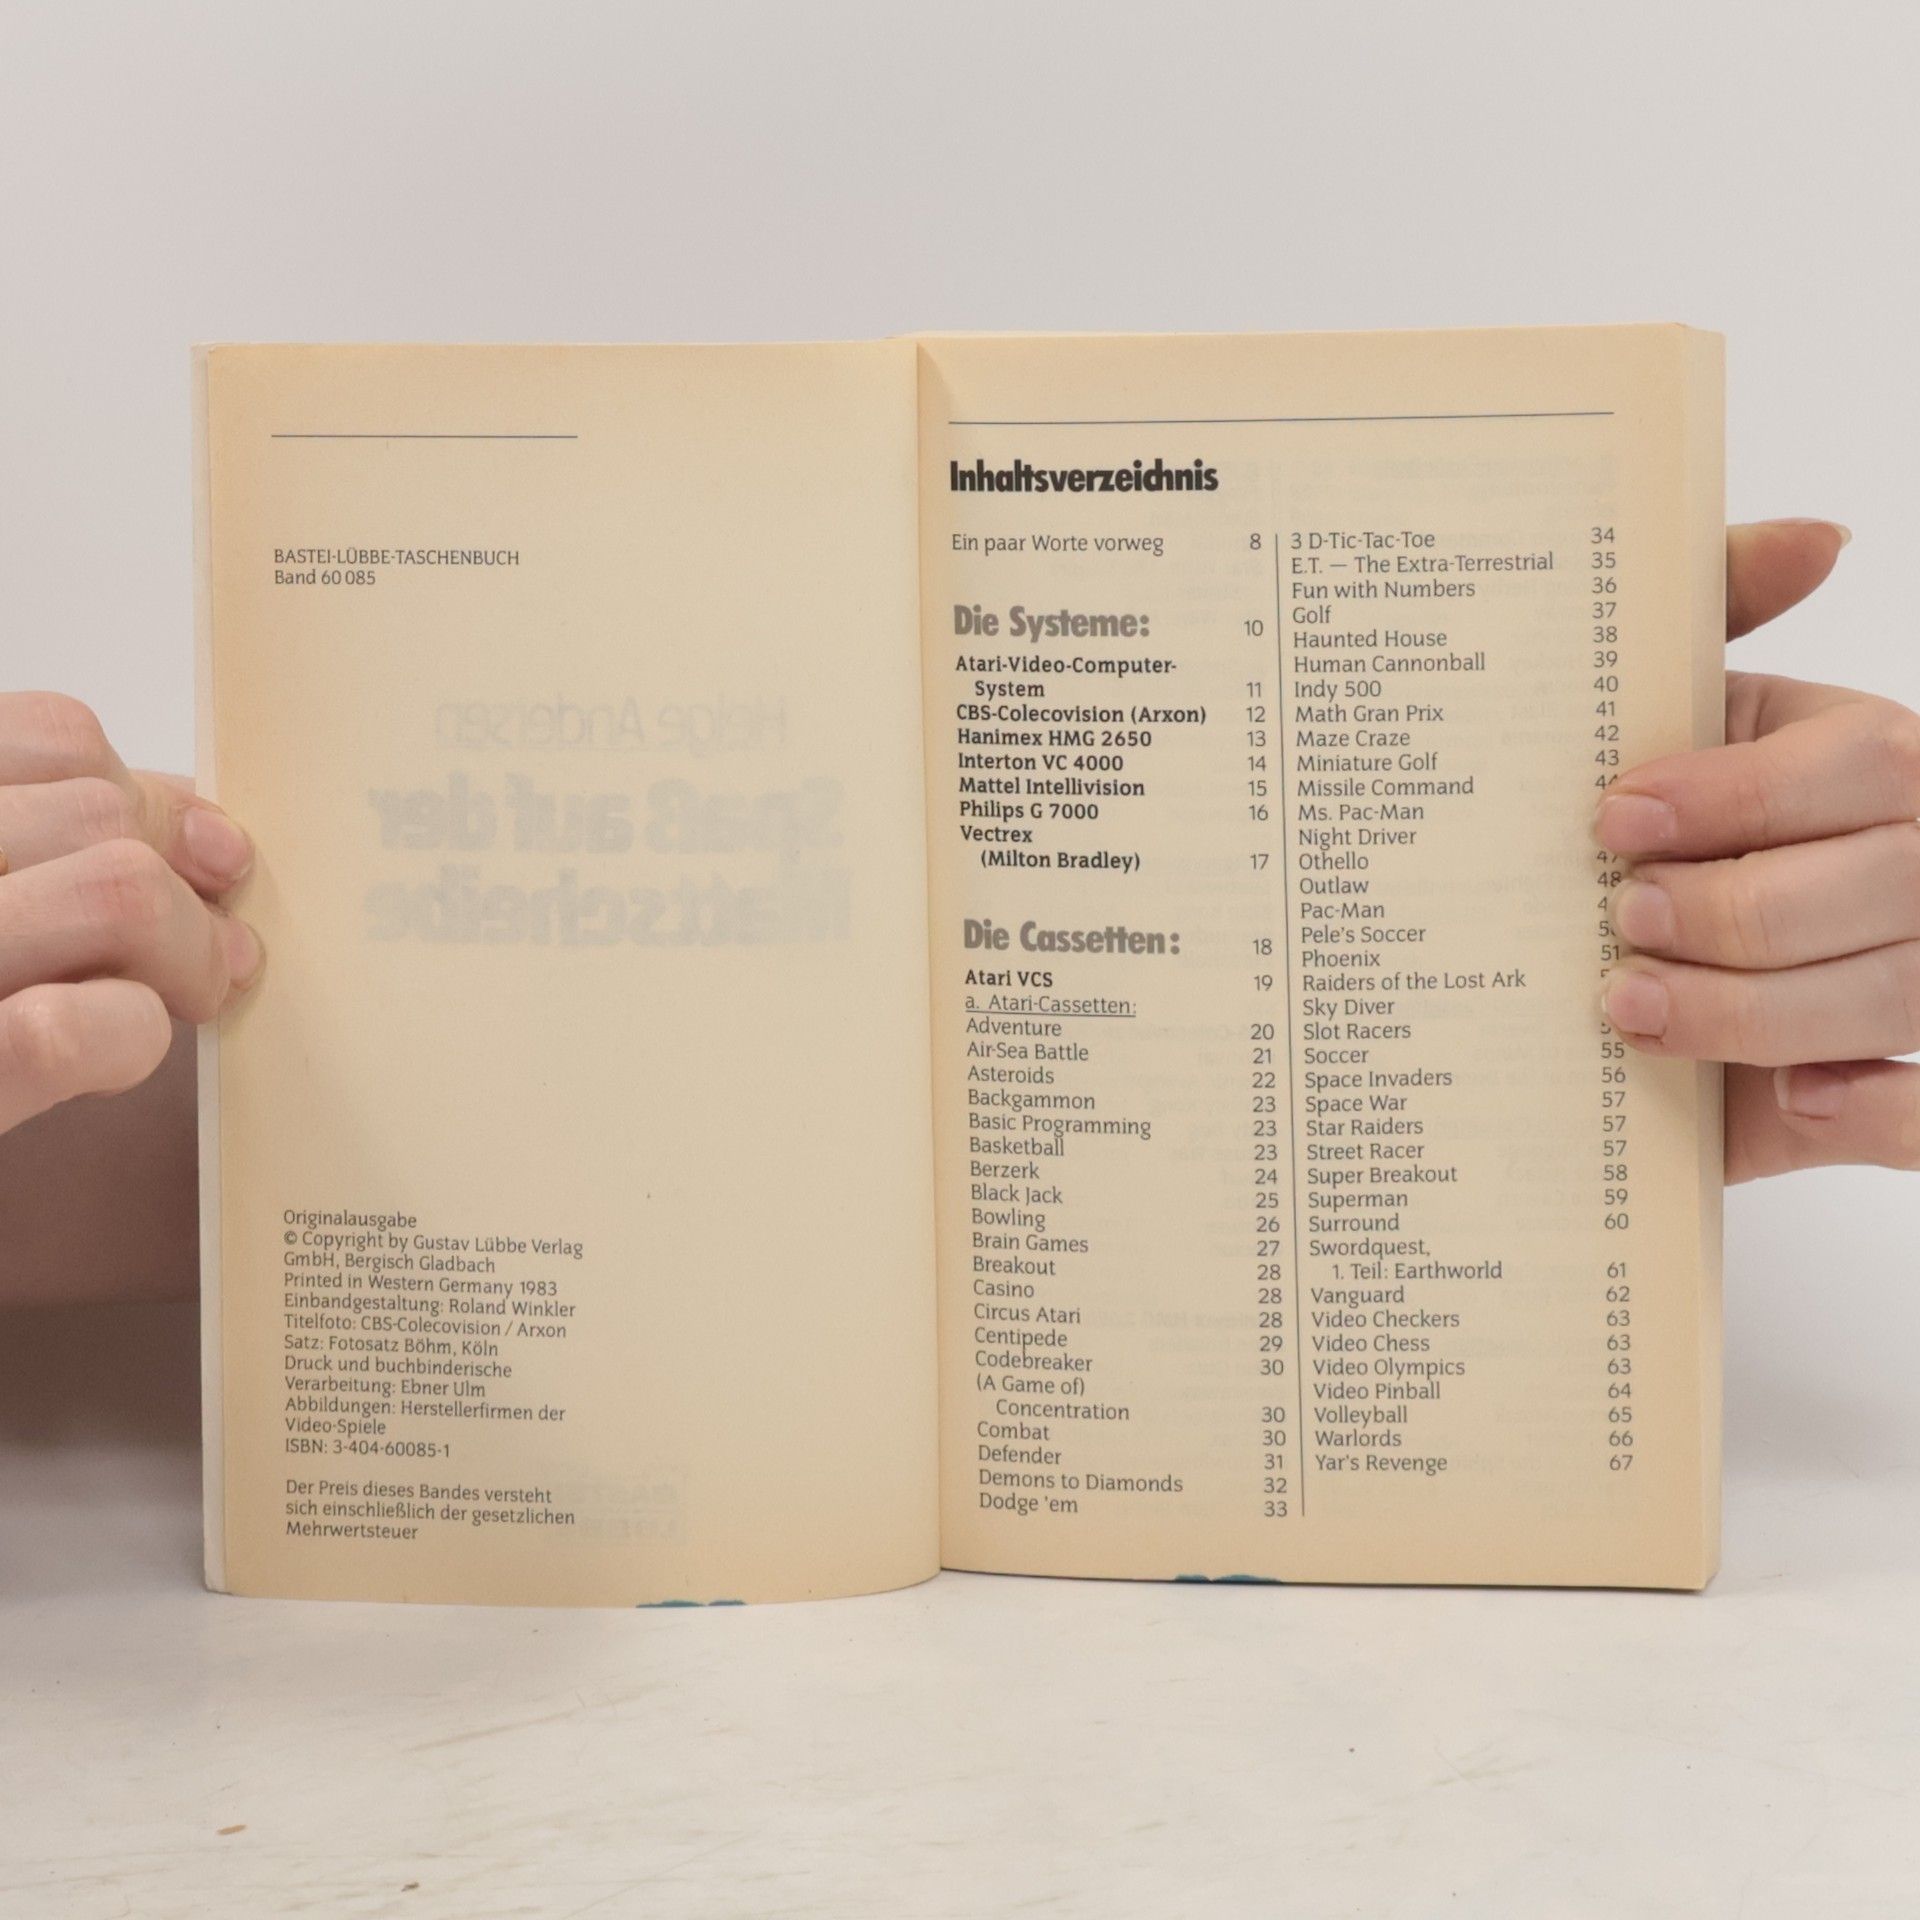 BASTEI-LÜBBE-TASCHENBUCH
Band 60 085
Helge Andersen
Spaß auf der
Mattscheibe
Originalausgabe
© Copyright by Gustav Lübbe Verlag
GmbH, Bergisch Gladbach
Printed in Western Germany 1983
Einbandgestaltung: Roland Winkler
Titelfoto: CBS-Colecovision / Arxon
Satz: Fotosatz Böhm, Köln
Druck und buchbinderische
Verarbeitung: Ebner Ulm
Abbildungen: Herstellerfirmen der
Video-Spiele
ISBN: 3-404-60085-1
Der Preis dieses Bandes versteht
sich einschließlich der gesetzlichen
Mehrwertsteuer
Inhaltsverzeichnis
Ein paar Worte vorweg 8
Die Systeme: 10
Atari-Video-Computer-
System 11
CBS-Colecovision (Arxon) 12
Hanimex HMG 2650 13
Interton VC 4000 14
Mattel Intellivision 15
Philips G 7000 16
Vectrex
(Milton Bradley) 17
Die Cassetten: 18
Atari VCS 19
a. Atari-Cassetten:
Adventure 20
Air-Sea Battle 21
Asteroids 22
Backgammon 23
Basic Programming 23
Basketball 23
Berzerk 24
Black Jack 25
Bowling 26
Brain Games 27
Breakout 28
Casino 28
Circus Atari 28
Centipede 29
Codebreaker 30
(A Game of)
Concentration 30
Combat 30
Defender 31
Demons to Diamonds 32
Dodge 'em 33
3 D-Tic-Tac-Toe 34
E.T. — The Extra-Terrestrial 35
Fun with Numbers 36
Golf 37
Haunted House 38
Human Cannonball 39
Indy 500 40
Math Gran Prix 41
Maze Craze 42
Miniature Golf 43
Missile Command 44
Ms. Pac-Man
Night Driver
Othello 47
Outlaw 48
Pac-Man
Pele's Soccer
Phoenix 51
Raiders of the Lost Ark
Sky Diver
Slot Racers
Soccer 55
Space Invaders 56
Space War 57
Star Raiders 57
Street Racer 57
Super Breakout 58
Superman 59
Surround 60
Swordquest,
1. Teil: Earthworld 61
Vanguard 62
Video Checkers 63
Video Chess 63
Video Olympics 63
Video Pinball 64
Volleyball 65
Warlords 66
Yar's Revenge 67